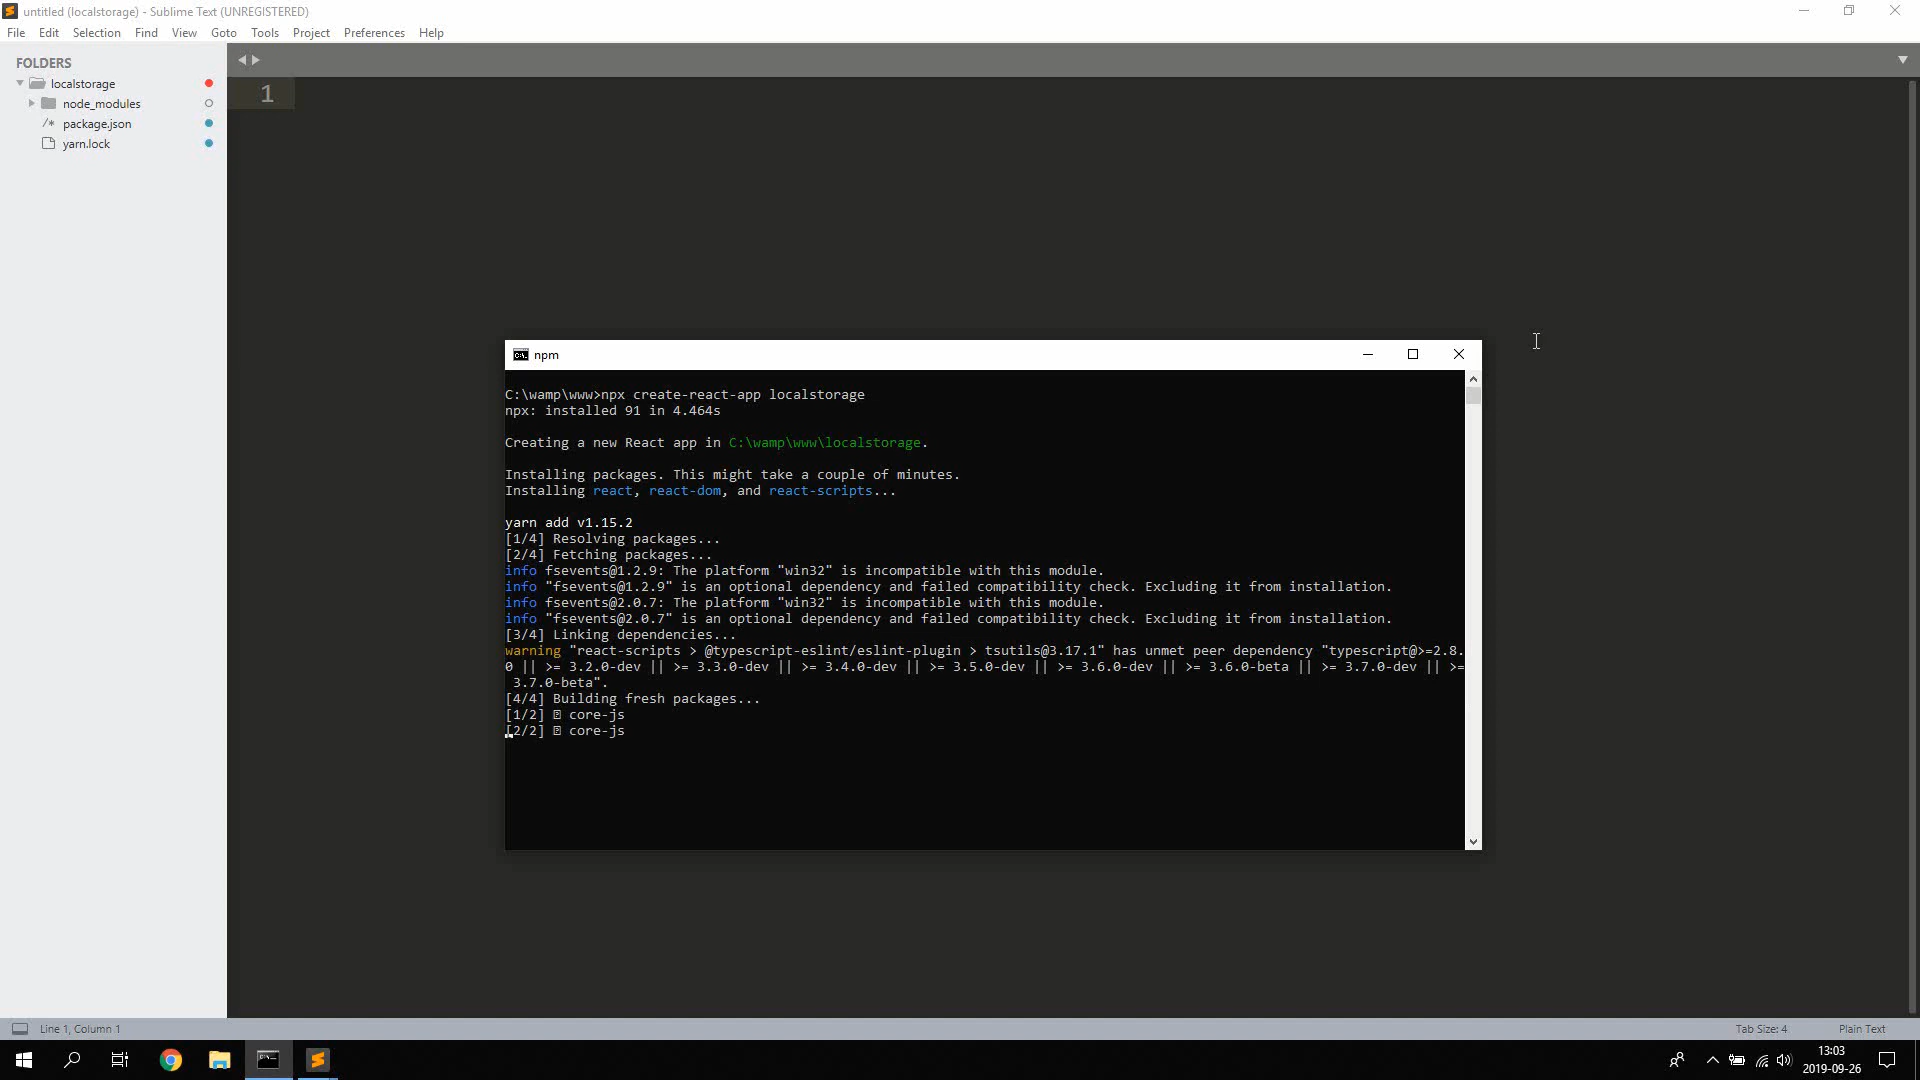 untitled (localstorage) - Sublime Text (UNREGISTERED)
File Edit Selection Find View Goto Tools Project Preferences Help
FOLDERS
localstorage
node_modules
/* package.json
yarn.lock
1
npm
C:\wamp\www>npx create-react-app localstorage
npx: installed 91 in 4.464s
Creating a new React app in C:\wamp\www\localstorage.
Installing packages. This might take a couple of minutes.
Installing react, react-dom, and react-scripts...
yarn add v1.15.2
[1/4] Resolving packages...
[2/4] Fetching packages...
info fsevents@1.2.9: The platform "win32" is incompatible with this module.
info "fsevents@1.2.9" is an optional dependency and failed compatibility check. Excluding it from installation.
info fsevents@2.0.7: The platform "win32" is incompatible with this module.
info "fsevents@2.0.7" is an optional dependency and failed compatibility check. Excluding it from installation.
[3/4] Linking dependencies...
warning "react-scripts > @typescript-eslint/eslint-plugin > tsutils@3.17.1" has unmet peer dependency "typescript@>=2.8.
0 || >= 3.2.0-dev || >= 3.3.0-dev || >= 3.4.0-dev || >= 3.5.0-dev || >= 3.6.0-dev || >= 3.6.0-beta || >= 3.7.0-dev || >=
3.7.0-beta".
[4/4] Building fresh packages...
[1/2] ⍰ core-js
[2/2] ⍰ core-js
Line 1, Column 1
Tab Size: 4
Plain Text
13:03
2019-09-26